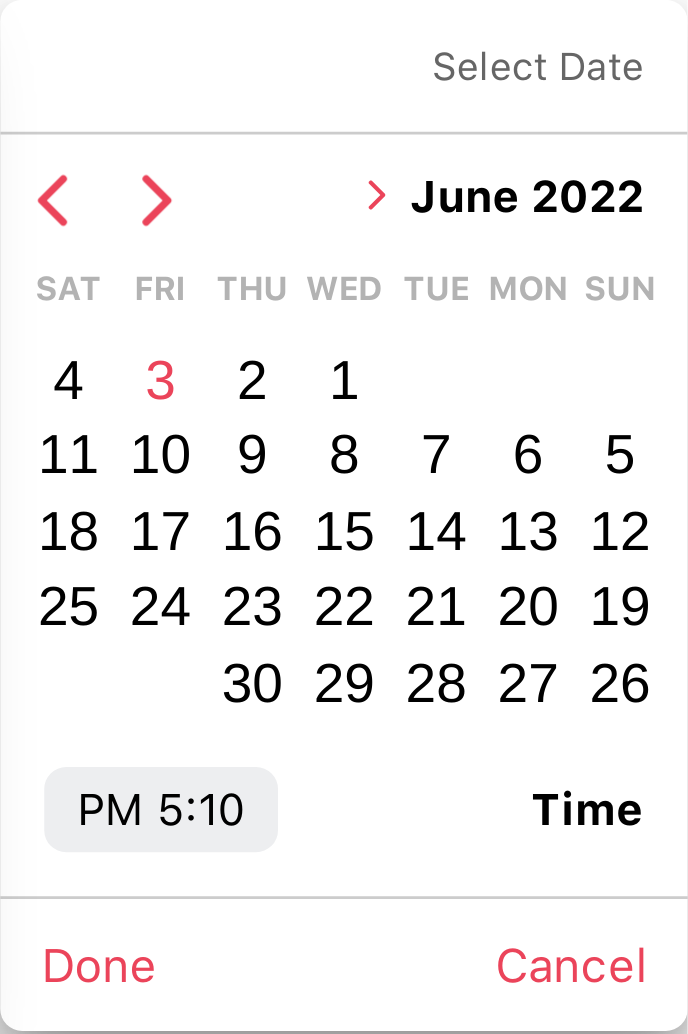 Select Date
June 2022
SAT FRI THU WED TUE MON SUN
4 3 2 1
11 10 9 8 7 6 5
18 17 16 15 14 13 12
25 24 23 22 21 20 19
30 29 28 27 26
PM 5:10 Time
Done Cancel